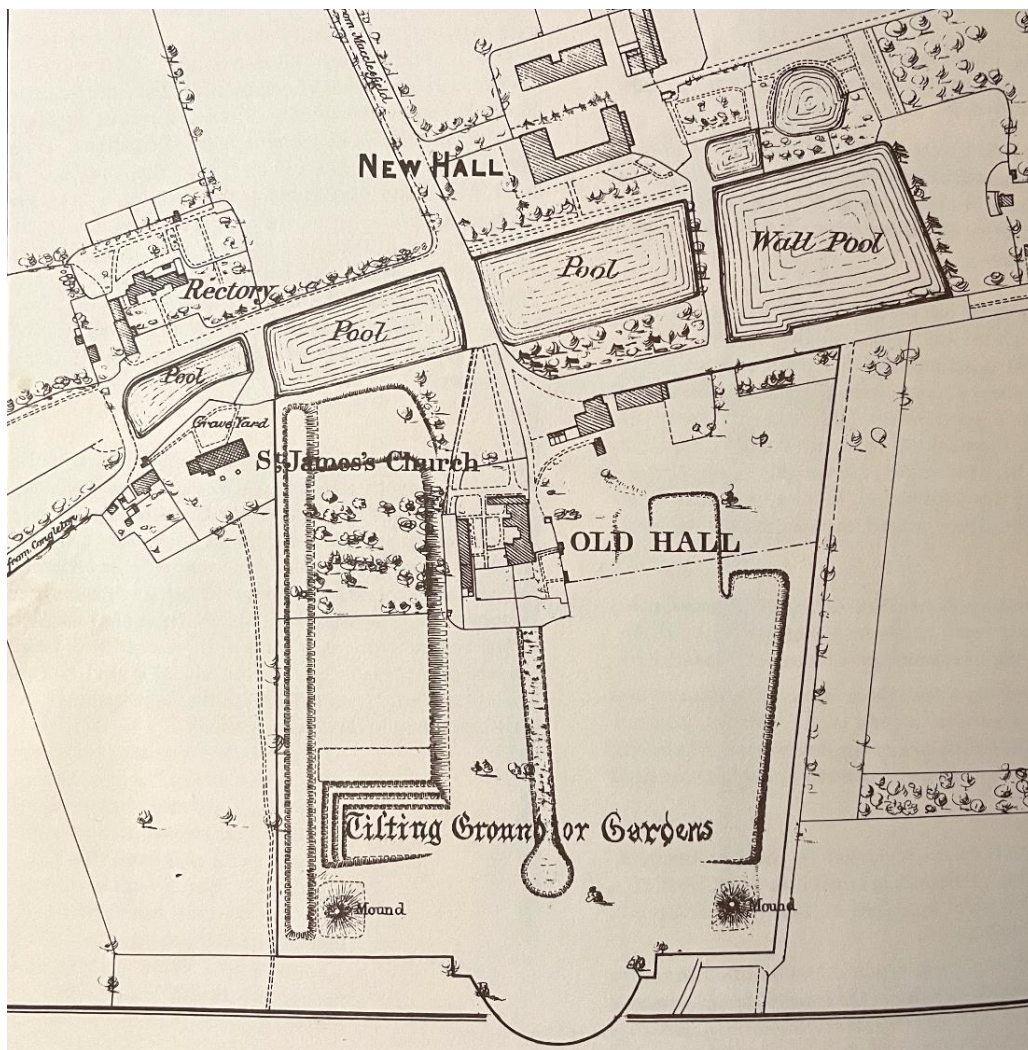 from Macclesfield
NEW HALL
Wall Pool
Pool
Rectory
Pool
Pool
Grave Yard
St. James's Church
from Congleton
OLD HALL
Tilting Ground or Gardens
Mound
Mound